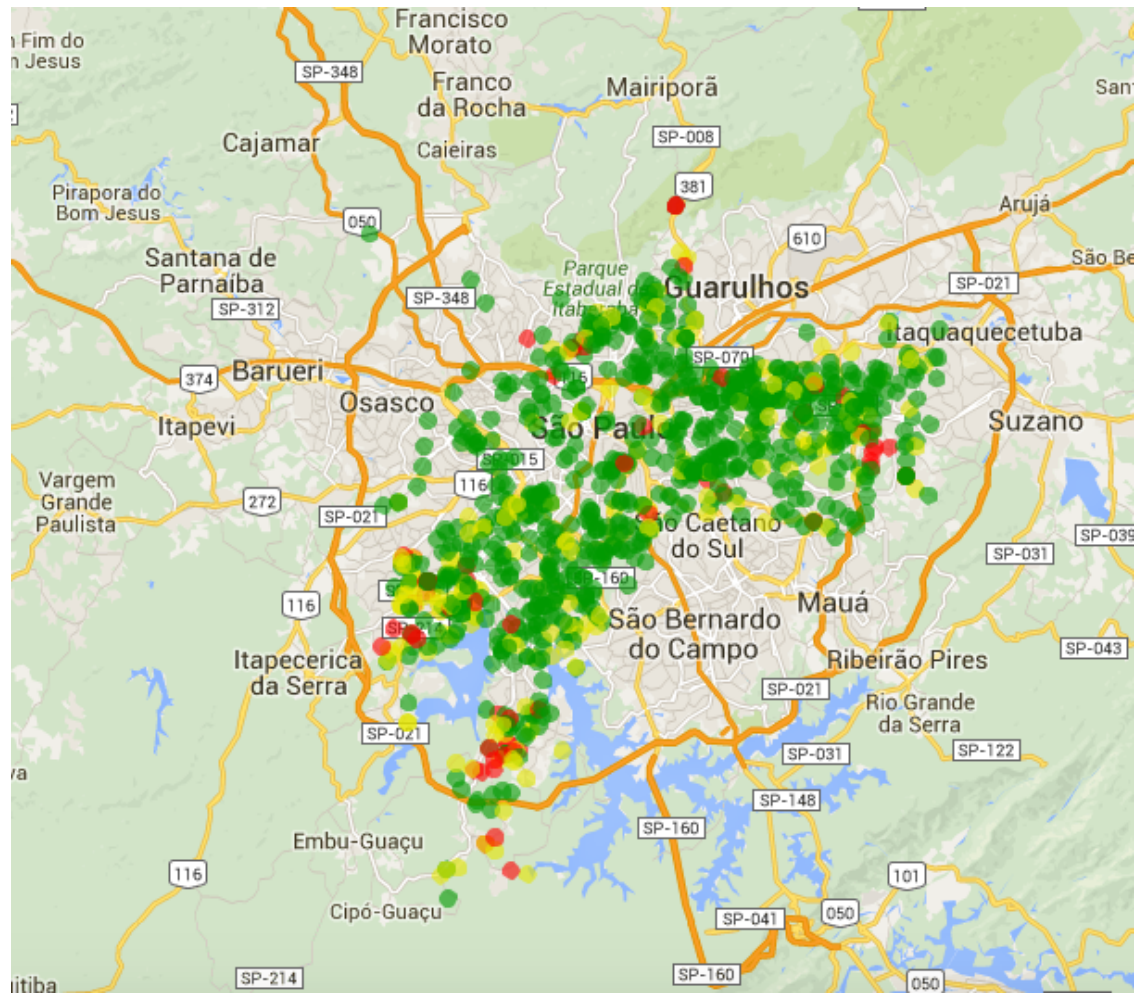 Francisco
Morato
Fim do
Jesus
SP-348
Franco
da Rocha
Mairiporã
SP-008
Cajamar
Caieiras
381
Pirapora do
Bom Jesus
Arujá
050
610
Santana de
Parnaíba
São Be
Parque
Estadual de
Itaberaba
Guarulhos
SP-021
SP-348
SP-312
Itaquaquecetuba
SP-070
Barueri
374
116
Osasco
Itapevi
São Paulo
Suzano
SP-015
Vargem
Grande
Paulista
116
272
SP-021
São Caetano
do Sul
SP-039
SP-031
SP-160
116
Mauá
São Bernardo
do Campo
SP-214
SP-043
Itapecerica
da Serra
Ribeirão Pires
SP-021
Rio Grande
da Serra
SP-021
SP-031
SP-122
SP-148
SP-160
Embu-Guaçu
116
101
Cipó-Guaçu
SP-041
050
SP-214
SP-160
050